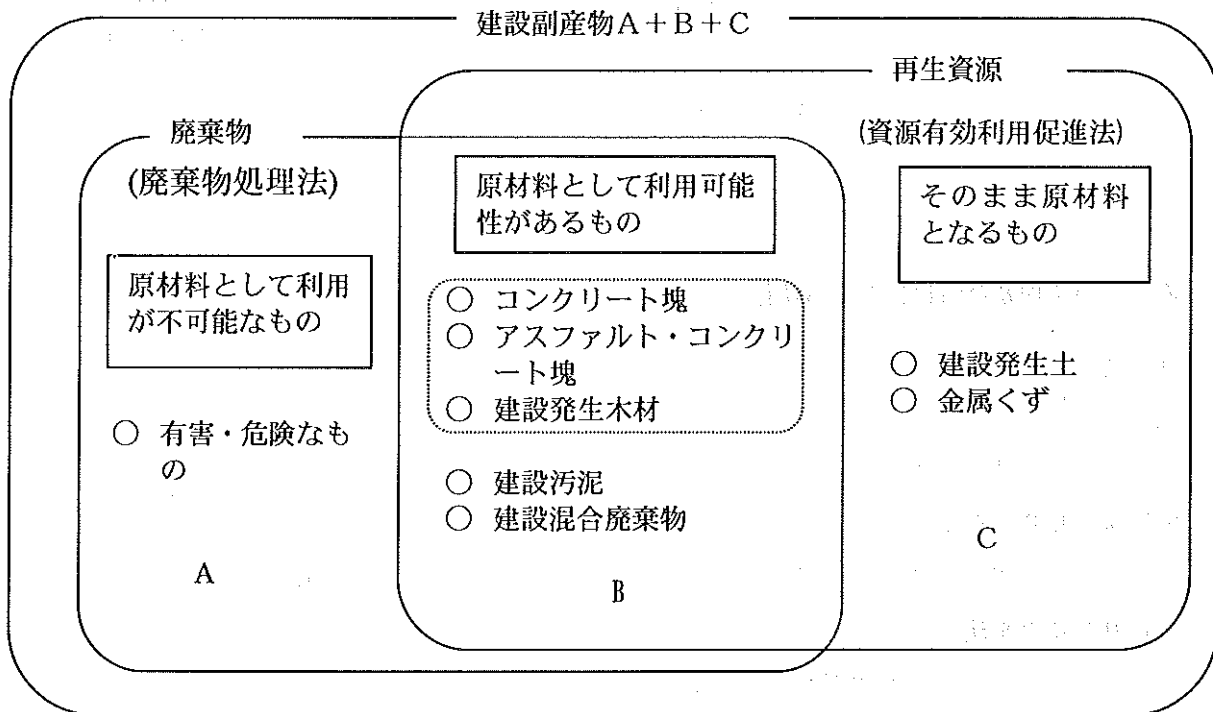 建設副産物A+B+C
再生資源
廃棄物
(資源有効利用促進法)
(廃棄物処理法)
原材料として利用可能
性があるもの
そのまま原材料
となるもの
原材料として利用
が不可能なもの
○ コンクリート塊
○ アスファルト・コンクリ
ート塊
○ 建設発生木材
○ 建設発生土
○ 金属くず
○ 有害・危険なも
の
○ 建設汚泥
○ 建設混合廃棄物
A
B
C